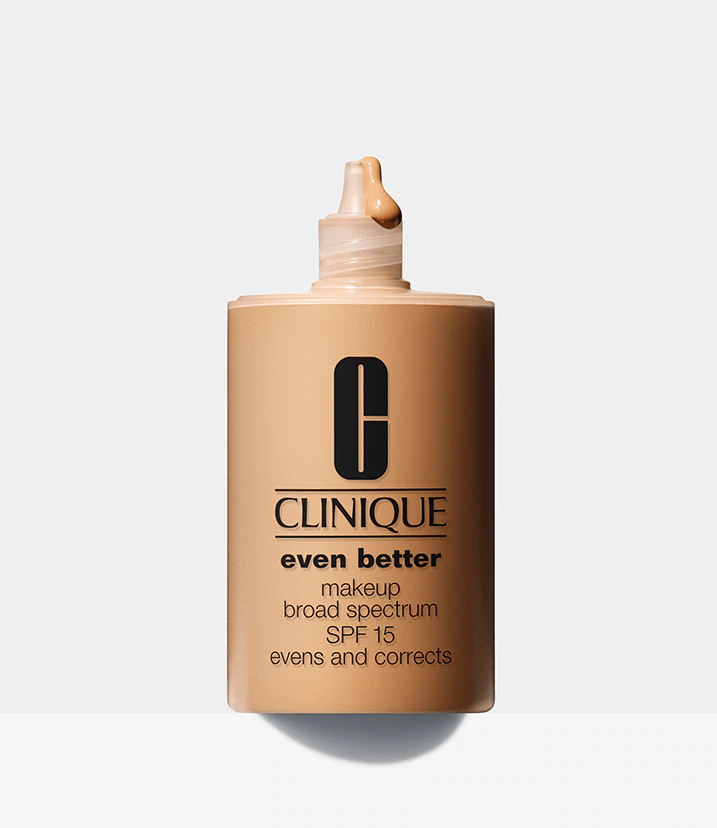 C
CLINIQUE
even better
makeup
broad spectrum
SPF 15
evens and corrects